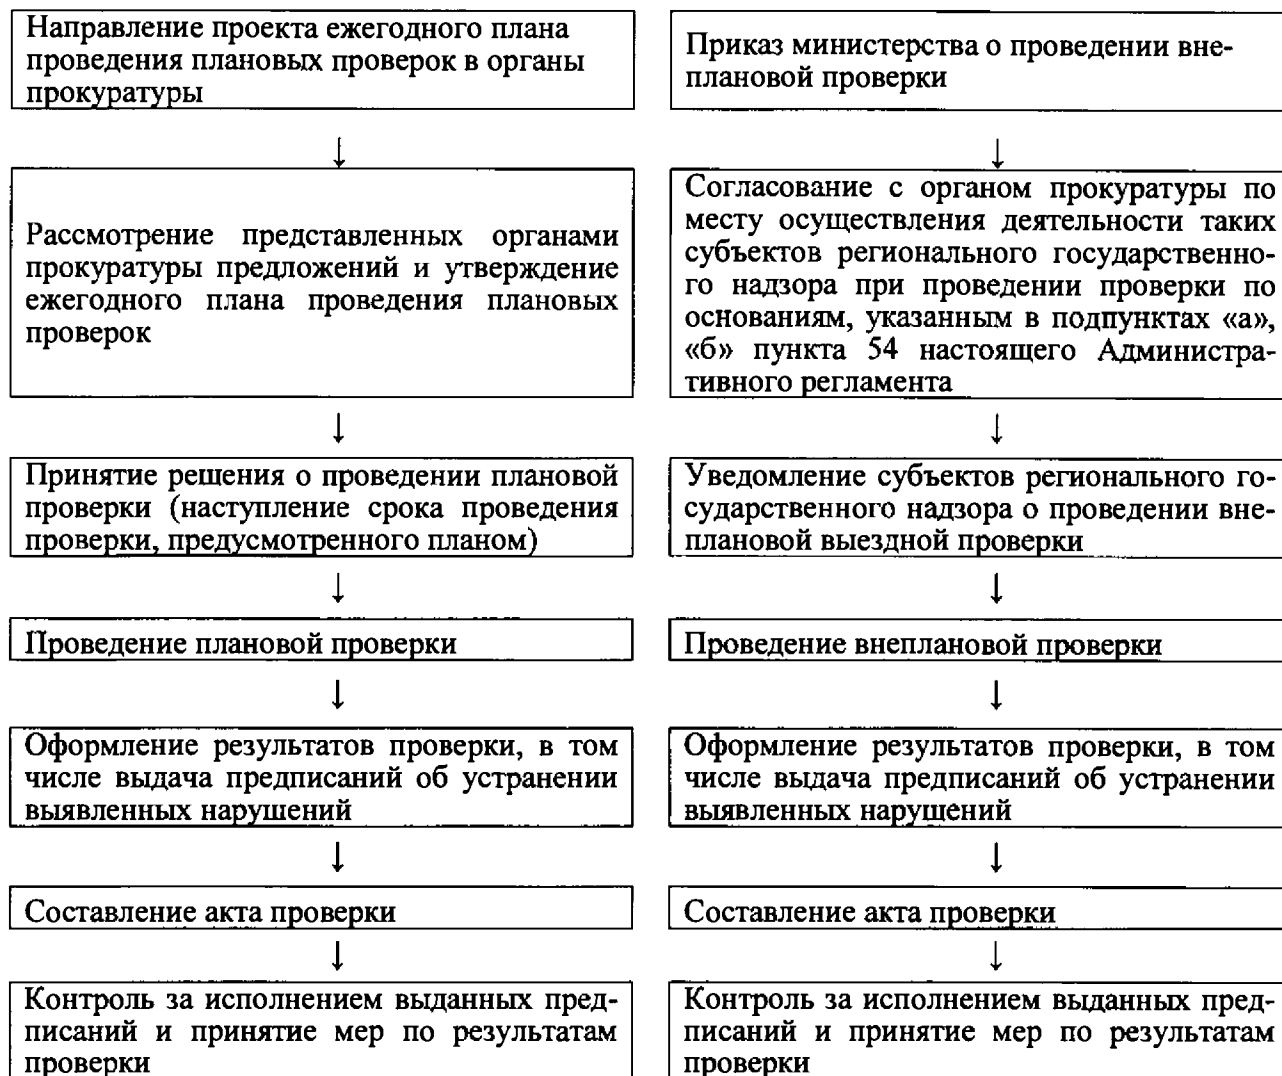 Направление проекта ежегодного плана
проведения плановых проверок в органы
прокуратуры
↓
Рассмотрение представленных органами
прокуратуры предложений и утверждение
ежегодного плана проведения плановых
проверок
↓
Принятие решения о проведении плановой
проверки (наступление срока проведения
проверки, предусмотренного планом)
↓
Проведение плановой проверки
↓
Оформление результатов проверки, в том
числе выдача предписаний об устранении
выявленных нарушений
↓
Составление акта проверки
↓
Контроль за исполнением выданных пред-
писаний и принятие мер по результатам
проверки
Приказ министерства о проведении вне-
плановой проверки
↓
Согласование с органом прокуратуры по
месту осуществления деятельности таких
субъектов регионального государственно-
го надзора при проведении проверки по
основаниям, указанным в подпунктах «а»,
«б» пункта 54 настоящего Администра-
тивного регламента
↓
Уведомление субъектов регионального го-
сударственного надзора о проведении вне-
плановой выездной проверки
↓
Проведение внеплановой проверки
↓
Оформление результатов проверки, в том
числе выдача предписаний об устранении
выявленных нарушений
↓
Составление акта проверки
↓
Контроль за исполнением выданных пред-
писаний и принятие мер по результатам
проверки